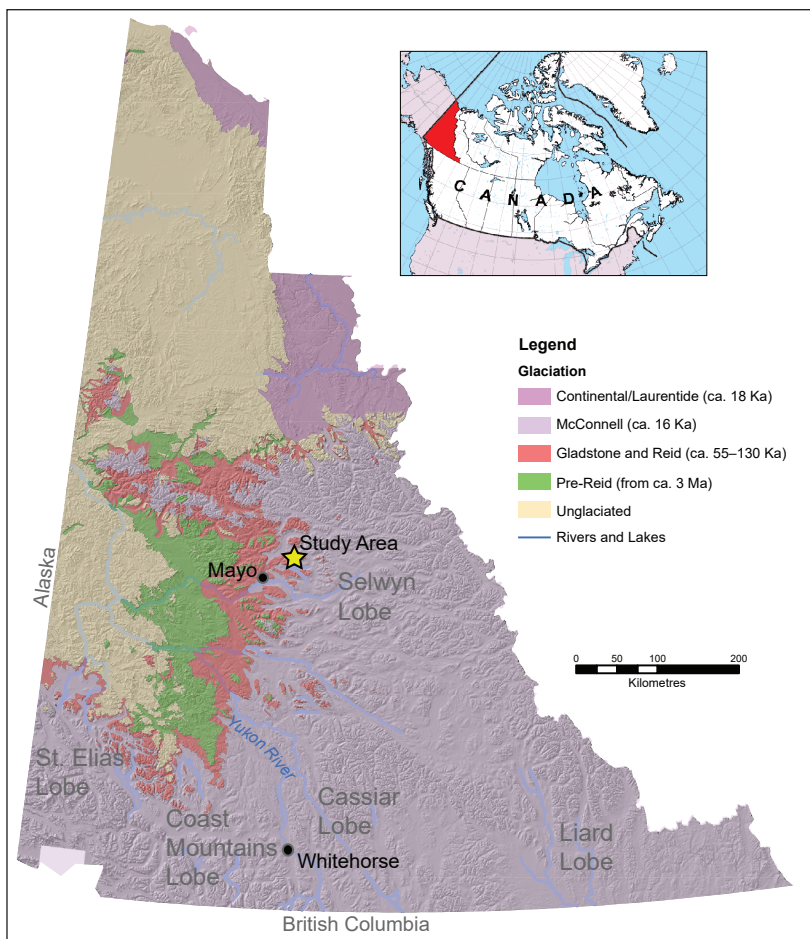 CANADA
Legend
Glaciation
Continental/Laurentide (ca. 18 Ka)
McConnell (ca. 16 Ka)
Gladstone and Reid (ca. 55–130 Ka)
Pre-Reid (from ca. 3 Ma)
Unglaciated
Rivers and Lakes
Study Area
Mayo
Selwyn
Lobe
Alaska
0 50 100 200
Kilometres
Yukon River
St. Elias
Lobe
Cassiar
Lobe
Coast
Mountains
Lobe
Liard
Lobe
Whitehorse
British Columbia